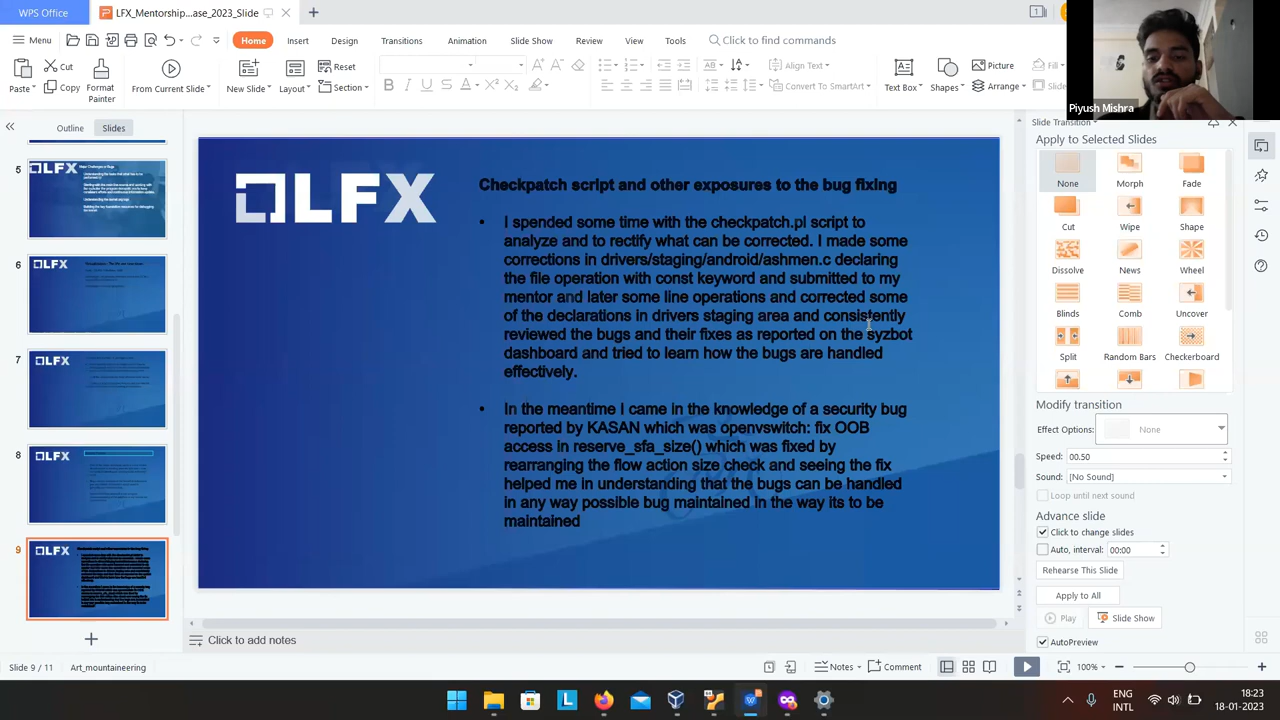 WPS Office
LFX_Mentorship...ase_2023_Slide
Menu
Home
Insert
Design
Transitions
Animation
Slide Show
Review
View
Tools
Click to find commands
Cut
Copy
Format
Painter
From Current Slide
New Slide
Layout
Reset
Section
Align Text
Convert To SmartArt
Text Box
Shapes
Picture
Arrange
Fill
Piyush Mishra
Outline
Slides
5
6
7
8
9
LFX
Checkpatch script and other exposures to the bug fixing
• I spended some time with the checkpatch.pl script to
analyze and to rectify what can be corrected. I made some
corrections in drivers/staging/android/ashmen.c declaring
the file operation with const keyword and submitted to my
mentor and later some line operations and corrected some
of the declarations in drivers staging area and consistently
reviewed the bugs and their fixes as reported on the syzbot
dashboard and tried to learn how the bugs are handled
effectively.
• In the meantime I came in the knowledge of a security bug
reported by KASAN which was openvswitch: fix OOB
access in reserve_sfa_size() which was fixed by
rearranging the flow action size check and seeing the fix
helped me in understanding that the bugs can be handled
in any way possible bug maintained in the way its to be
maintained
Click to add notes
Slide Transition
Apply to Selected Slides
None
Morph
Fade
Cut
Wipe
Shape
Dissolve
News
Wheel
Blinds
Comb
Uncover
Split
Random Bars
Checkerboard
Modify transition
Effect Options:
None
Speed:
00.50
Sound:
[No Sound]
Loop until next sound
Advance slide
Click to change slides
Auto, interval:
00:00
Rehearse This Slide
Apply to All
Play
Slide Show
AutoPreview
Slide 9 / 11
Art_mountaineering
Notes
Comment
100%
ENG
INTL
18:23
18-01-2023